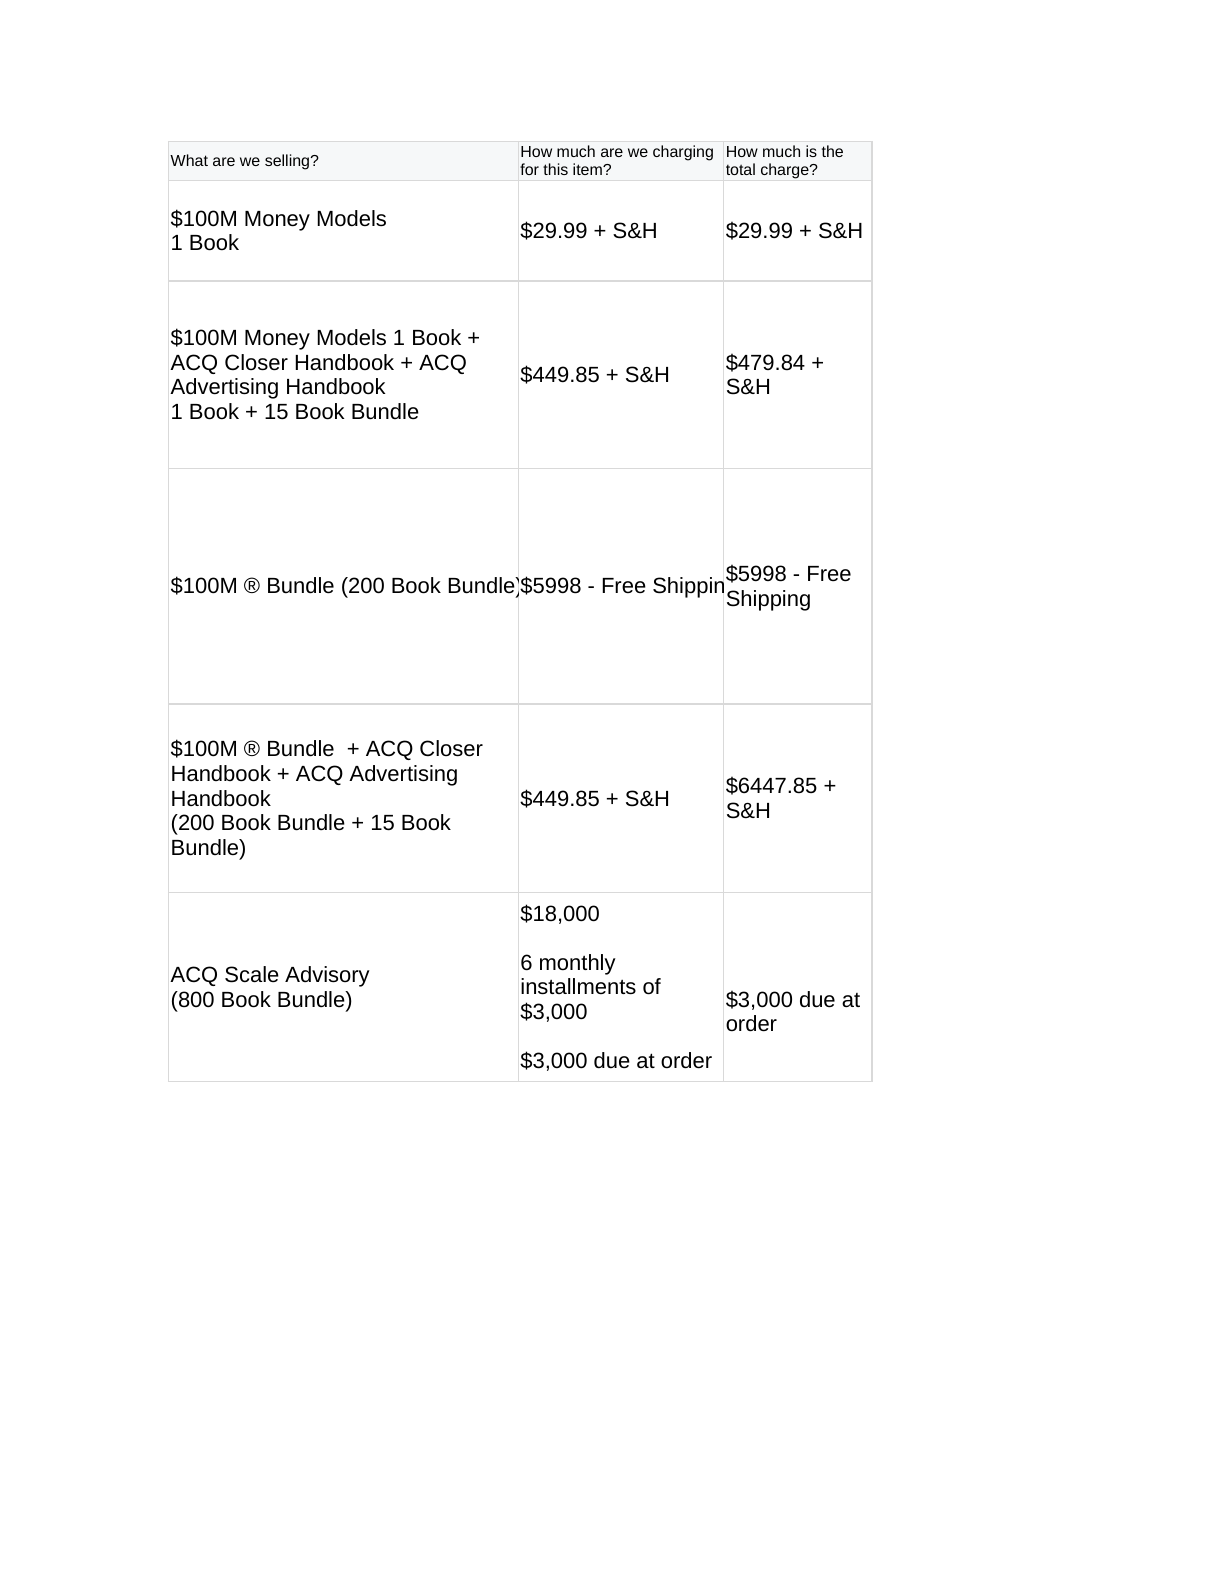 What are we selling?
How much are we charging
for this item?
How much is the
total charge?
$100M Money Models
1 Book
$29.99 + S&H
$29.99 + S&H
$100M Money Models 1 Book +
ACQ Closer Handbook + ACQ
Advertising Handbook
1 Book + 15 Book Bundle
$449.85 + S&H
$479.84 +
S&H
$100M ® Bundle (200 Book Bundle)
$5998 - Free Shippin
$5998 - Free
Shipping
$100M ® Bundle  + ACQ Closer
Handbook + ACQ Advertising
Handbook
(200 Book Bundle + 15 Book
Bundle)
$449.85 + S&H
$6447.85 +
S&H
ACQ Scale Advisory
(800 Book Bundle)
$18,000
6 monthly
installments of
$3,000
$3,000 due at order
$3,000 due at
order